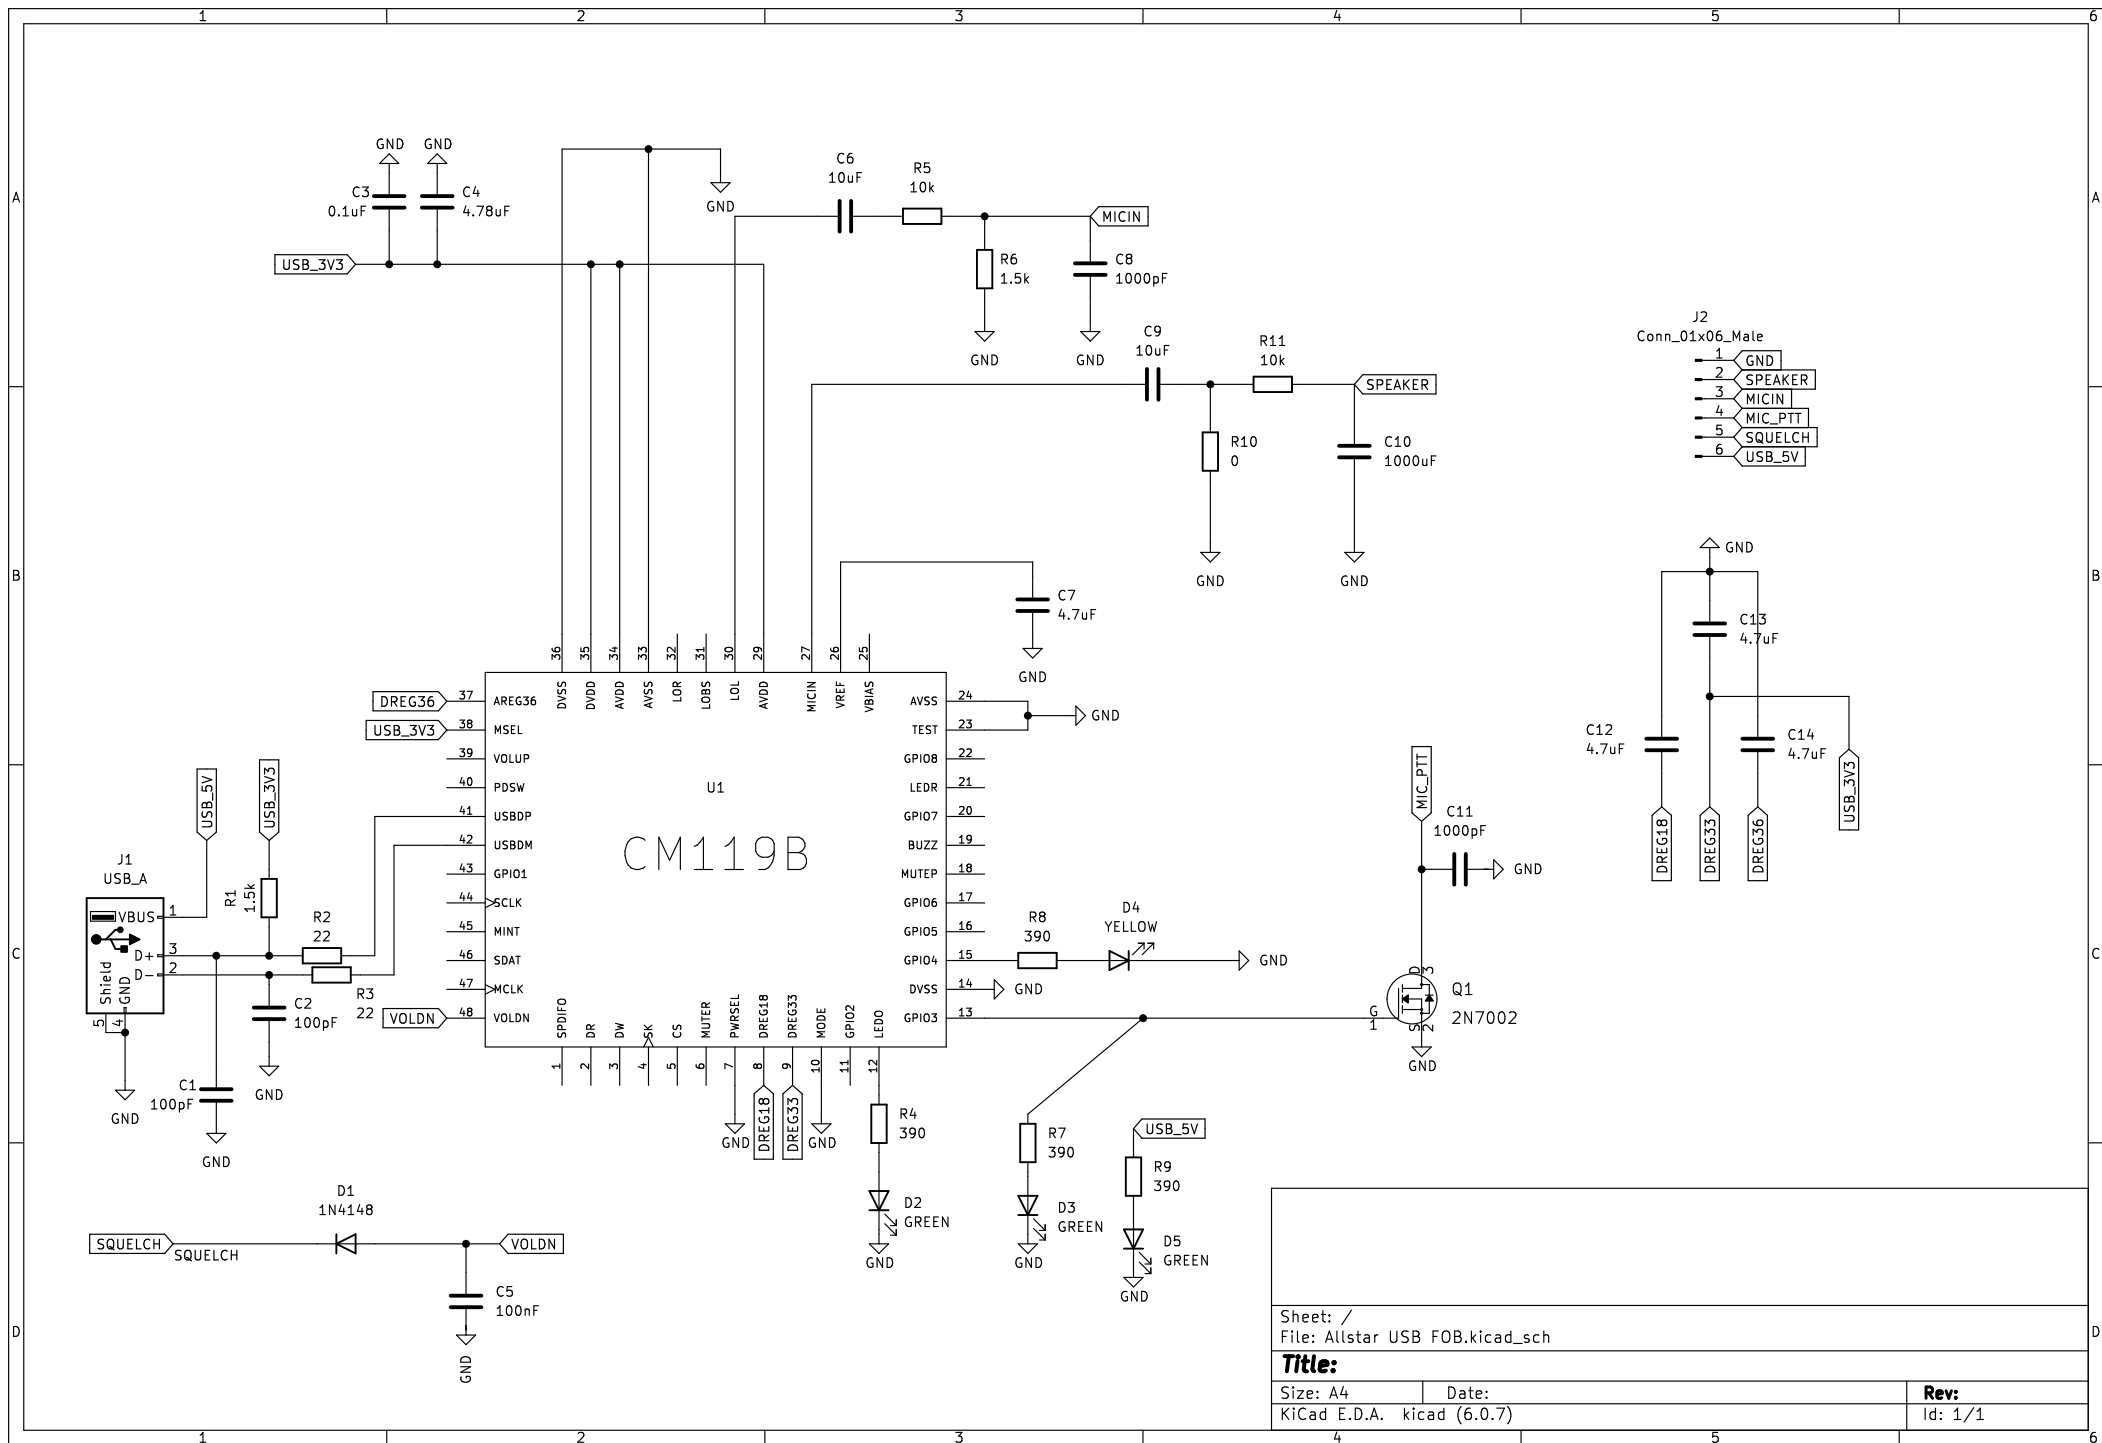 1 2 3 4 5 6
A A
B B
C C
D D
1 2 3 4 5 6
GND GND
C3
0.1uF
C4
4.78uF
USB_3V3
GND
C6
10uF
R5
10k
MICIN
R6
1.5k
C8
1000pF
GND GND
C9
10uF
R11
10k
SPEAKER
R10
0
C10
1000uF
GND GND
J2
Conn_01x06_Male
1 GND
2 SPEAKER
3 MICIN
4 MIC_PTT
5 SQUELCH
6 USB_5V
GND
C13
4.7uF
C12
4.7uF
C14
4.7uF
USB_3V3
DREG18
DREG33
DREG36
C7
4.7uF
GND
36 35 34 33 32 31 30 29 27 26 25
DVSS DVDD AVDD AVSS LOR LOBS LOL AVDD MICIN VREF VBIAS
DREG36 37 AREG36
USB_3V3 38 MSEL
39 VOLUP
40 PDSW
41 USBDP
42 USBDM
43 GPIO1
44 SCLK
45 MINT
46 SDAT
47 MCLK
VOLDN 48 VOLDN
U1
CM119B
AVSS 24
TEST 23
GND
GPIO8 22
LEDR 21
GPIO7 20
BUZZ 19
MUTEP 18
GPIO6 17
GPIO5 16
GPIO4 15
DVSS 14 GND
GPIO3 13
SPDIFO DR DW SK CS MUTER PWRSEL DREG18 DREG33 MODE GPIO2 LEDO
1 2 3 4 5 6 7 8 9 10 11 12
GND DREG18 DREG33 GND
R4
390
D2
GREEN
GND
R8
390
D4
YELLOW
GND
MIC_PTT
C11
1000pF
GND
D
3
G
1
S
2
Q1
2N7002
GND
R7
390
D3
GREEN
GND
USB_5V
R9
390
D5
GREEN
GND
USB_5V
USB_3V3
J1
USB_A
VBUS 1
D+ 3
D- 2
Shield
GND
5 4
GND
R1
1.5k
R2
22
R3
22
C2
100pF
GND
C1
100pF
GND
D1
1N4148
SQUELCH
SQUELCH
VOLDN
C5
100nF
GND
Sheet: /
File: Allstar USB FOB.kicad_sch
Title:
Size: A4 Date: Rev:
KiCad E.D.A. kicad (6.0.7) Id: 1/1